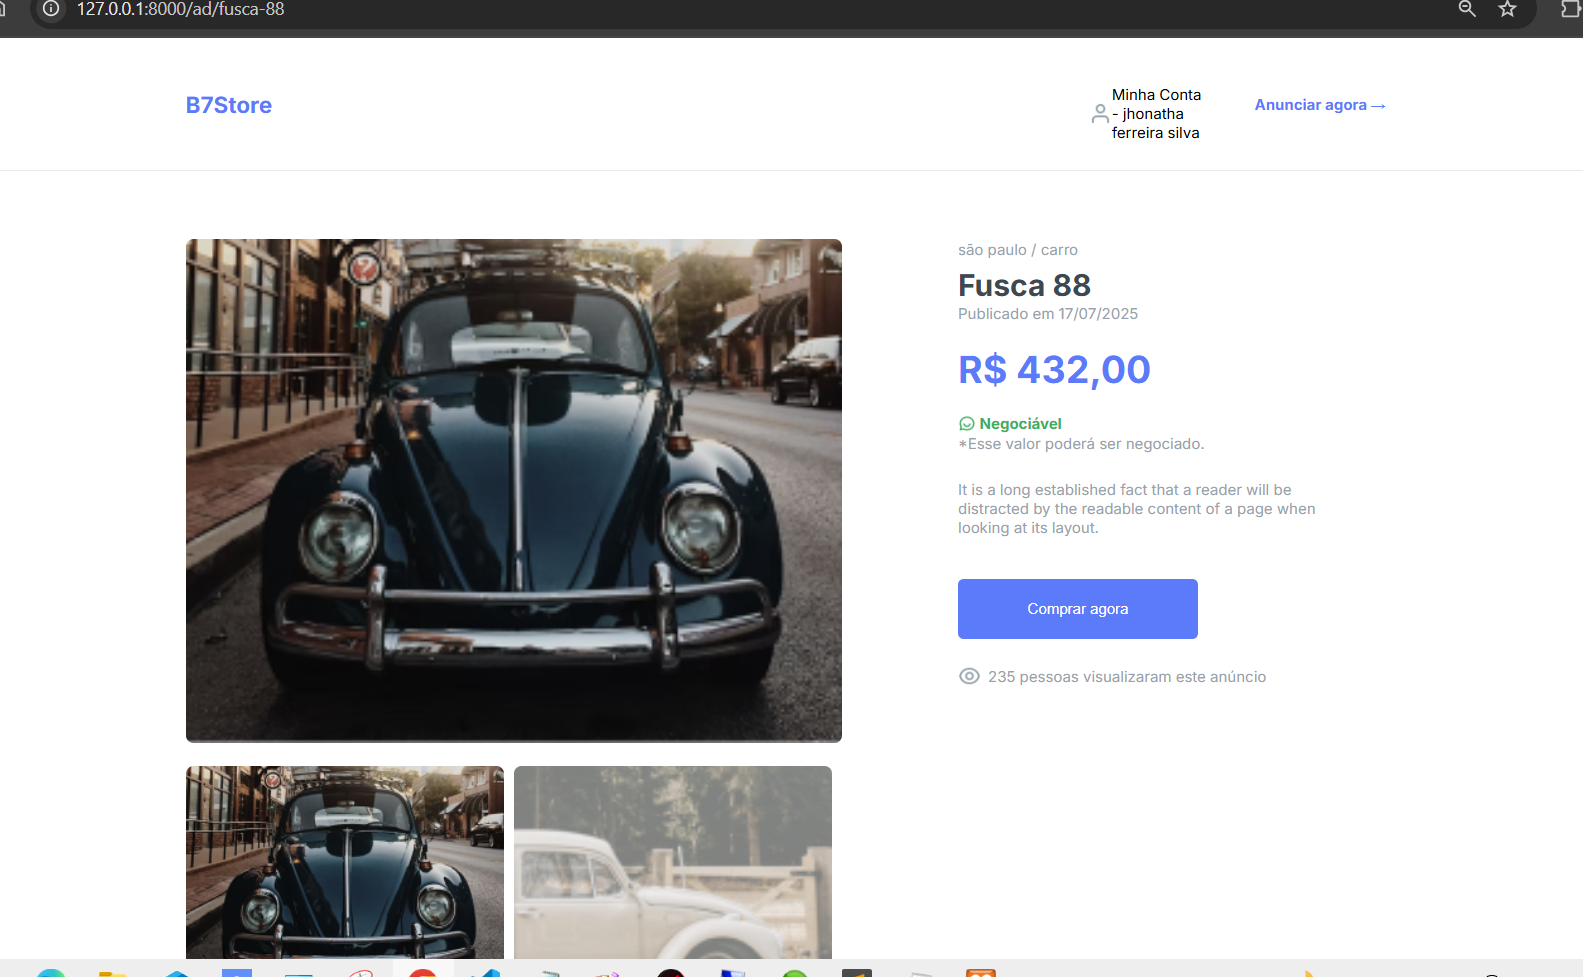 127.0.0.1:8000/ad/fusca-88
B7Store
Minha Conta
- jhonatha
ferreira silva
Anunciar agora →
são paulo / carro
Fusca 88
Publicado em 17/07/2025
R$ 432,00
Negociável
*Esse valor poderá ser negociado.
It is a long established fact that a reader will be
distracted by the readable content of a page when
looking at its layout.
Comprar agora
235 pessoas visualizaram este anúncio